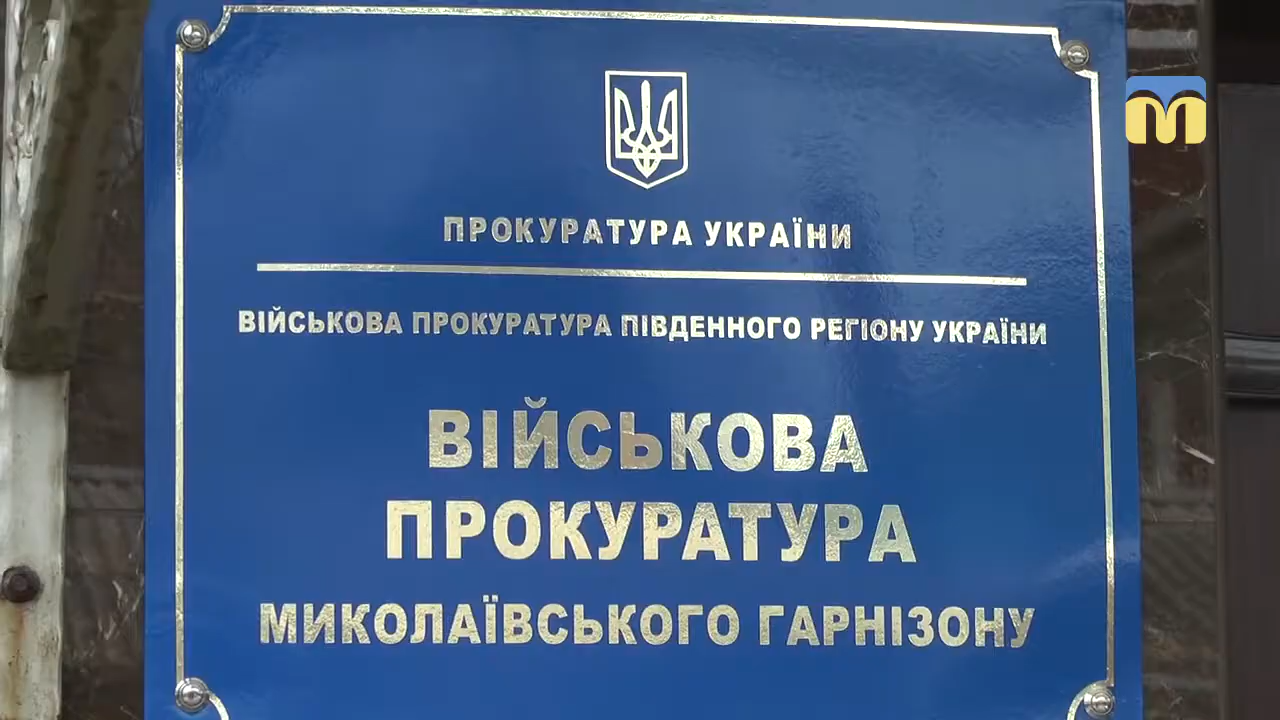 ПРОКУРАТУРА УКРАЇНИ
ВІЙСЬКОВА ПРОКУРАТУРА ПІВДЕННОГО РЕГІОНУ УКРАЇНИ
ВІЙСЬКОВА
ПРОКУРАТУРА
МИКОЛАЇВСЬКОГО ГАРНІЗОНУ